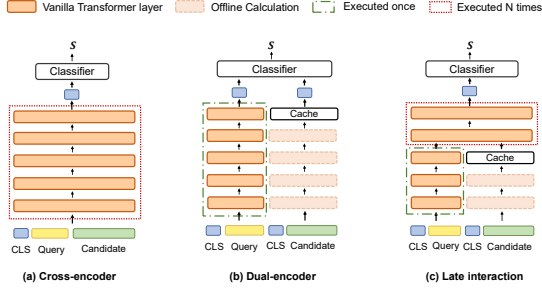 Vanilla Transformer layer Offline Calculation Executed once Executed N times
s
Classifier
CLS Query Candidate
(a) Cross-encoder
s
Classifier
Cache
CLS Query CLS Candidate
(b) Dual-encoder
s
Classifier
Cache
CLS Query CLS Candidate
(c) Late interaction